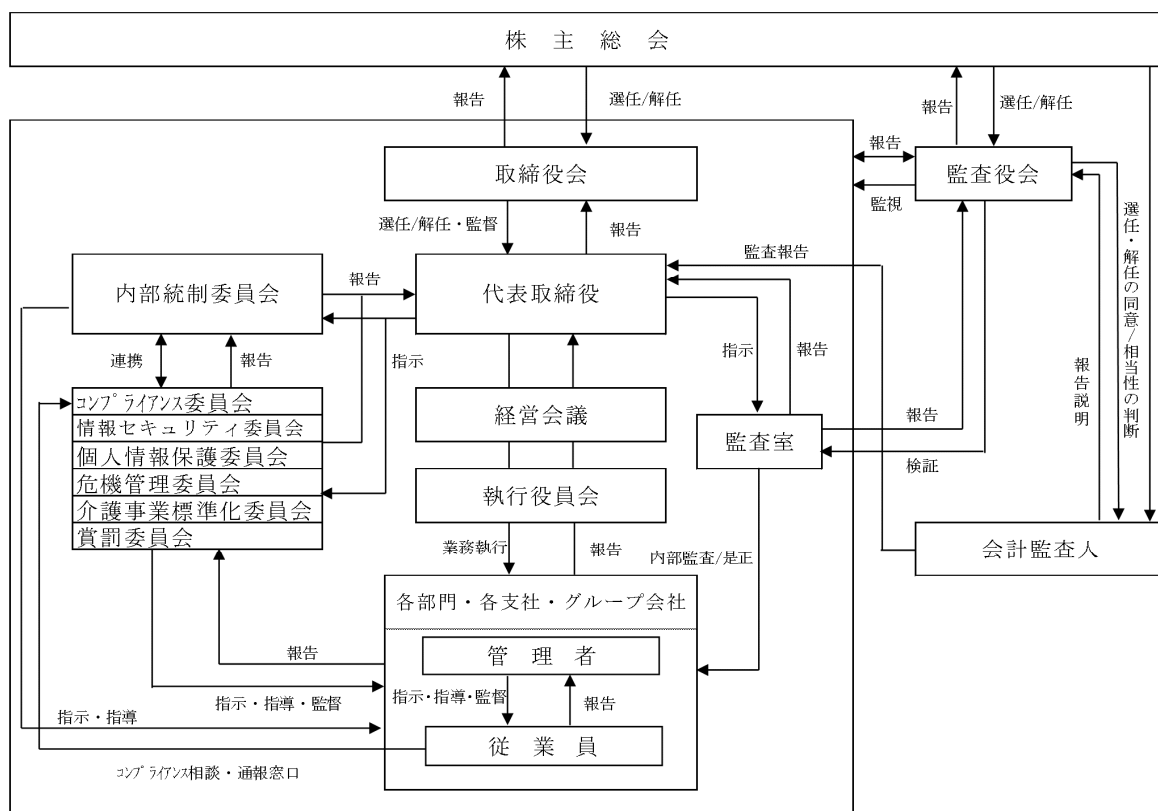 株 主 総 会
報告
選任/解任
報告
選任/解任
取締役会
報告
監査役会
監視
選任/解任・監督
報告
監査報告
内部統制委員会
報告
代表取締役
選任・解任の同意/相当性の判断
連携
報告
指示
指示
報告
報告説明
コンプライアンス委員会
情報セキュリティ委員会
個人情報保護委員会
危機管理委員会
介護事業標準化委員会
賞罰委員会
経営会議
監査室
報告
検証
執行役員会
業務執行
報告
内部監査/是正
会計監査人
各部門・各支社・グループ会社
管 理 者
報告
指示・指導・監督
指示・指導・監督
報告
指示・指導
従 業 員
コンプライアンス相談・通報窓口